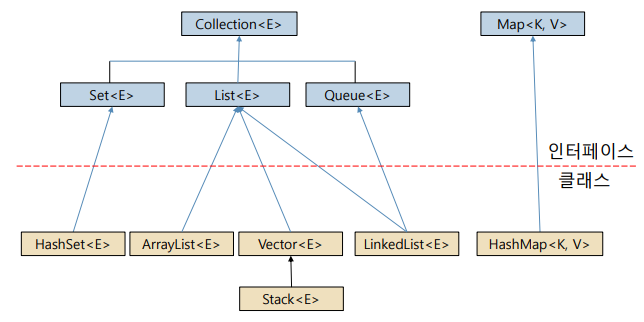 Collection<E>
Map<K, V>
Set<E>
List<E>
Queue<E>
인터페이스
클래스
HashSet<E>
ArrayList<E>
Vector<E>
LinkedList<E>
HashMap<K, V>
Stack<E>